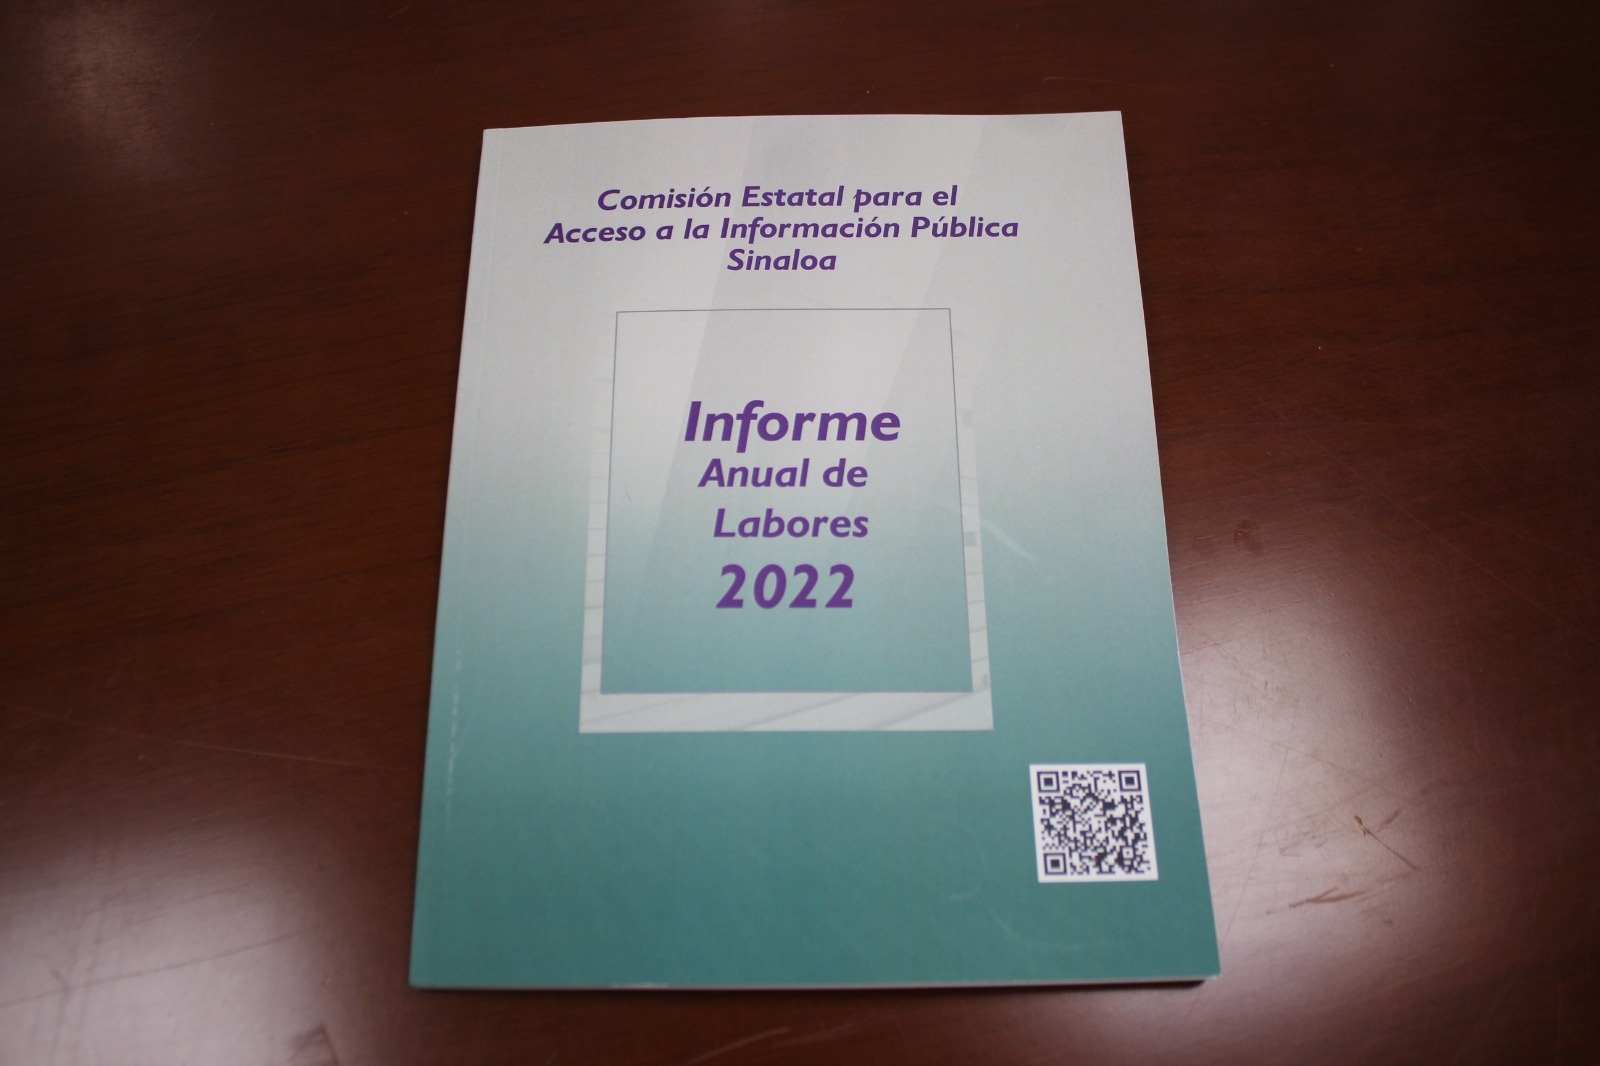 Comisión Estatal para el
Acceso a la Información Pública
Sinaloa
Informe
Anual de
Labores
2022